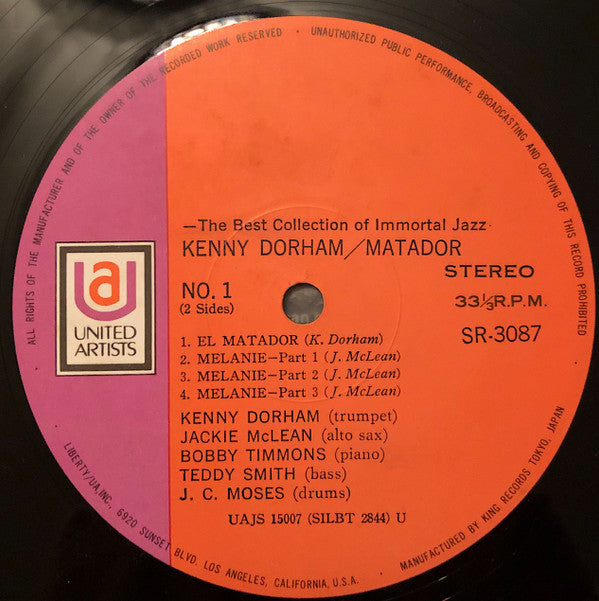 ALL RIGHTS OF THE MANUFACTURER AND OF THE OWNER OF THE RECORDED WORK RESERVED • UNAUTHORIZED PUBLIC PERFORMANCE, BROADCASTING AND COPYING OF THIS RECORD PROHIBITED
—The Best Collection of Immortal Jazz-
KENNY DORHAM/MATADOR
STEREO
NO. 1
(2 Sides)
33⅓R.P.M.
SR-3087
UA
UNITED
ARTISTS
1. EL MATADOR (K. Dorham)
2. MELANIE—Part 1 (J. McLean)
3. MELANIE—Part 2 (J. McLean)
4. MELANIE—Part 3 (J. McLean)
KENNY DORHAM (trumpet)
JACKIE McLEAN (alto sax)
BOBBY TIMMONS (piano)
TEDDY SMITH (bass)
J. C. MOSES (drums)
UAJS 15007 (SILBT 2844) U
LIBERTY/UA, INC., 6920 SUNSET BLVD. LOS ANGELES, CALIFORNIA, U.S.A.
MANUFACTURED BY KING RECORDS TOKYO, JAPAN